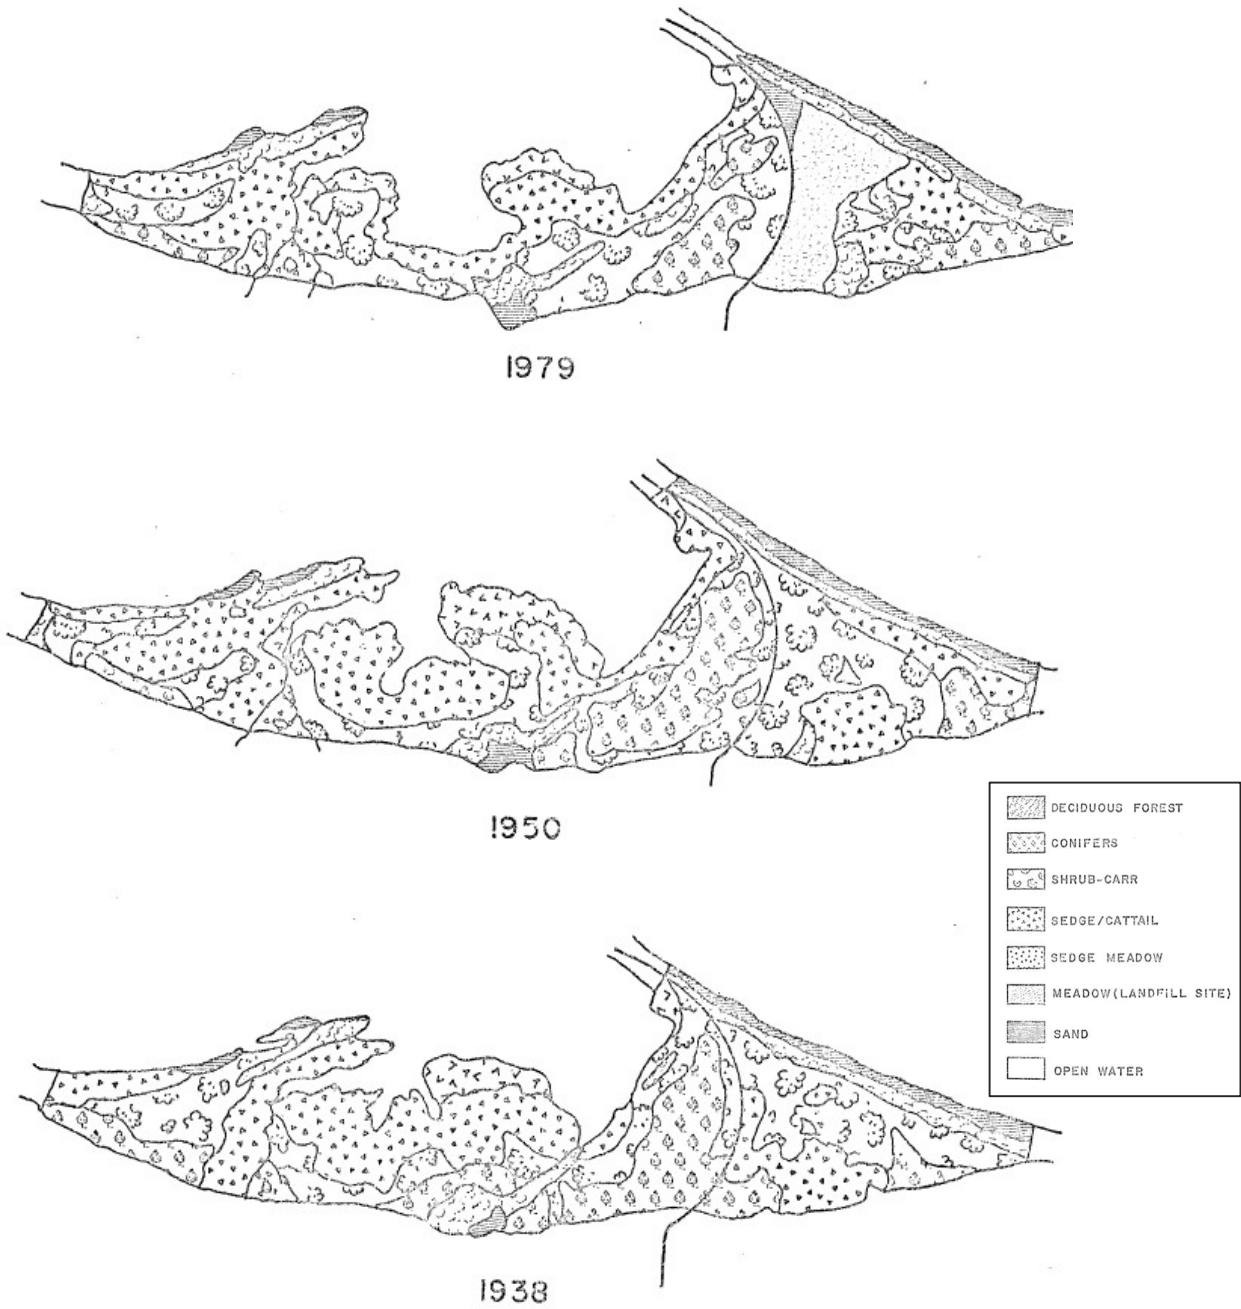 1979
1950
DECIDUOUS FOREST
CONIFERS
SHRUB-CARR
SEDGE/CATTAIL
SEDGE MEADOW
MEADOW(LANDFILL SITE)
SAND
OPEN WATER
1938